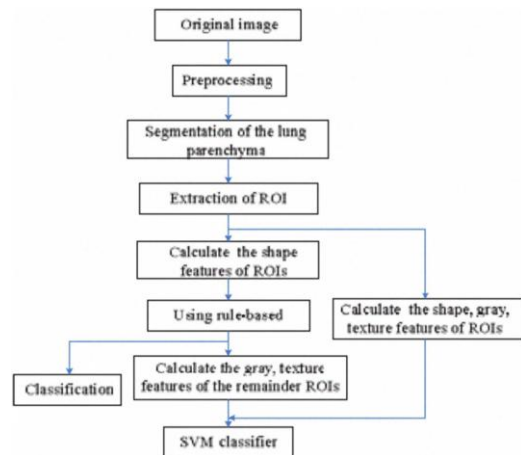 Original image
Preprocessing
Segmentation of the lung
parenchyma
Extraction of ROI
Calculate the shape
features of ROIs
Using rule-based
Calculate the shape, gray,
texture features of ROIs
Classification
Calculate the gray, texture
features of the remainder ROIs
SVM classifier